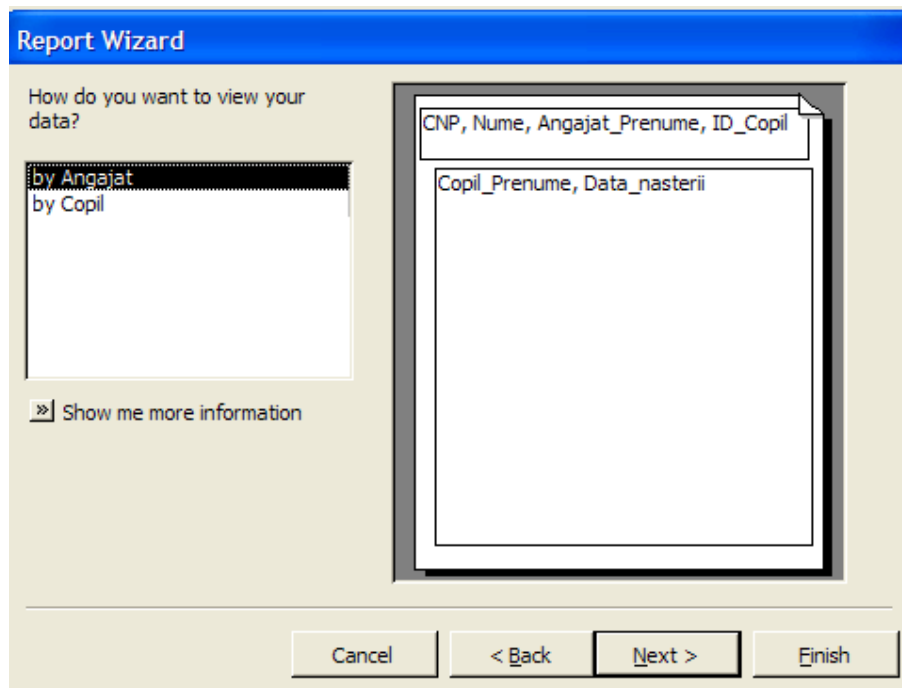 Report Wizard
How do you want to view your
data?
by Angajat
by Copil
» Show me more information
CNP, Nume, Angajat_Prenume, ID_Copil
Copil_Prenume, Data_nasterii
Cancel
< Back
Next >
Finish